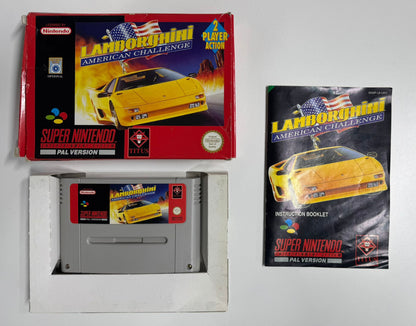 LICENSED BY
Nintendo
LAMBORGHINI
AMERICAN CHALLENGE
2
PLAYER
ACTION
SUPER NINTENDO
ENTERTAINMENT SYSTEM
PAL VERSION
TITUS
LAMBORGHINI
AMERICAN CHALLENGE
INSTRUCTION BOOKLET
SUPER NINTENDO
ENTERTAINMENT SYSTEM
PAL VERSION
TITUS
Nintendo
LAMBORGHINI
AMERICAN CHALLENGE
SUPER NINTENDO